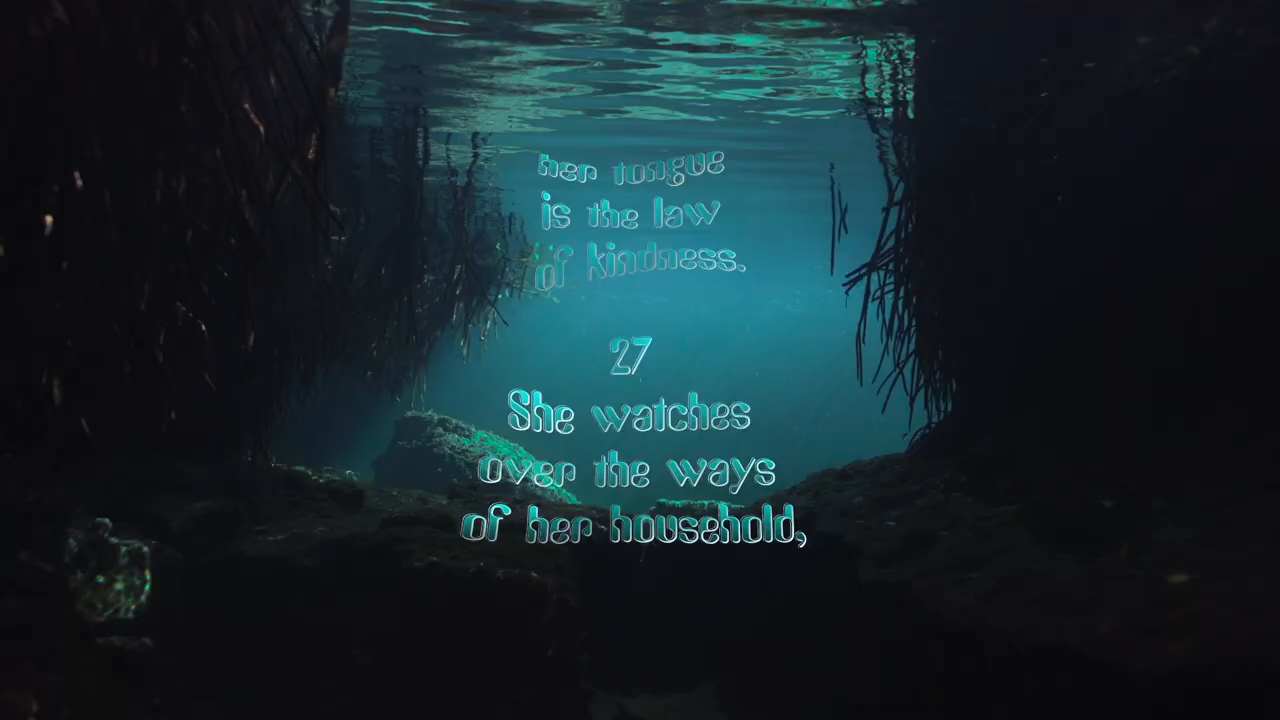 her tongue
is the law
of kindness.
27
She watches
over the ways
of her household,